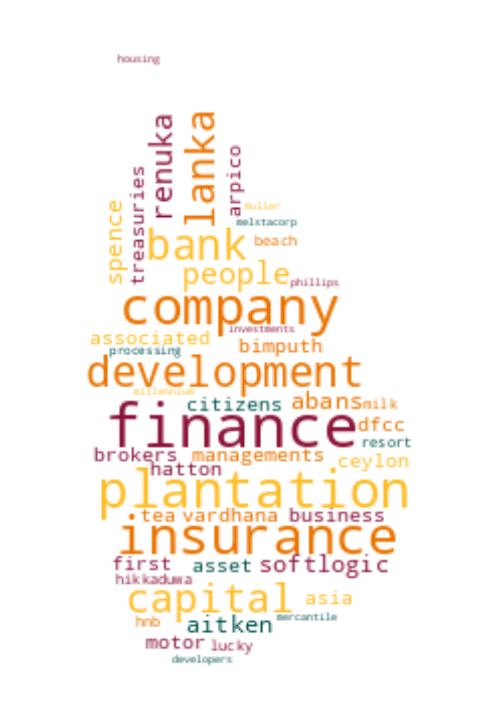 housing
renuka
lanka
arpico
treasuries
spence
muller
melstacorp
bank
beach
people
phillips
company
investments
associated
bimputh
processing
development
millennium
citizens
abans
milk
finance
dfcc
resort
brokers
managements
ceylon
hatton
plantation
tea
vardhana
business
insurance
first
asset
softlogic
hikkaduwa
capital
asia
hnb
aitken
mercantile
motor
lucky
developers